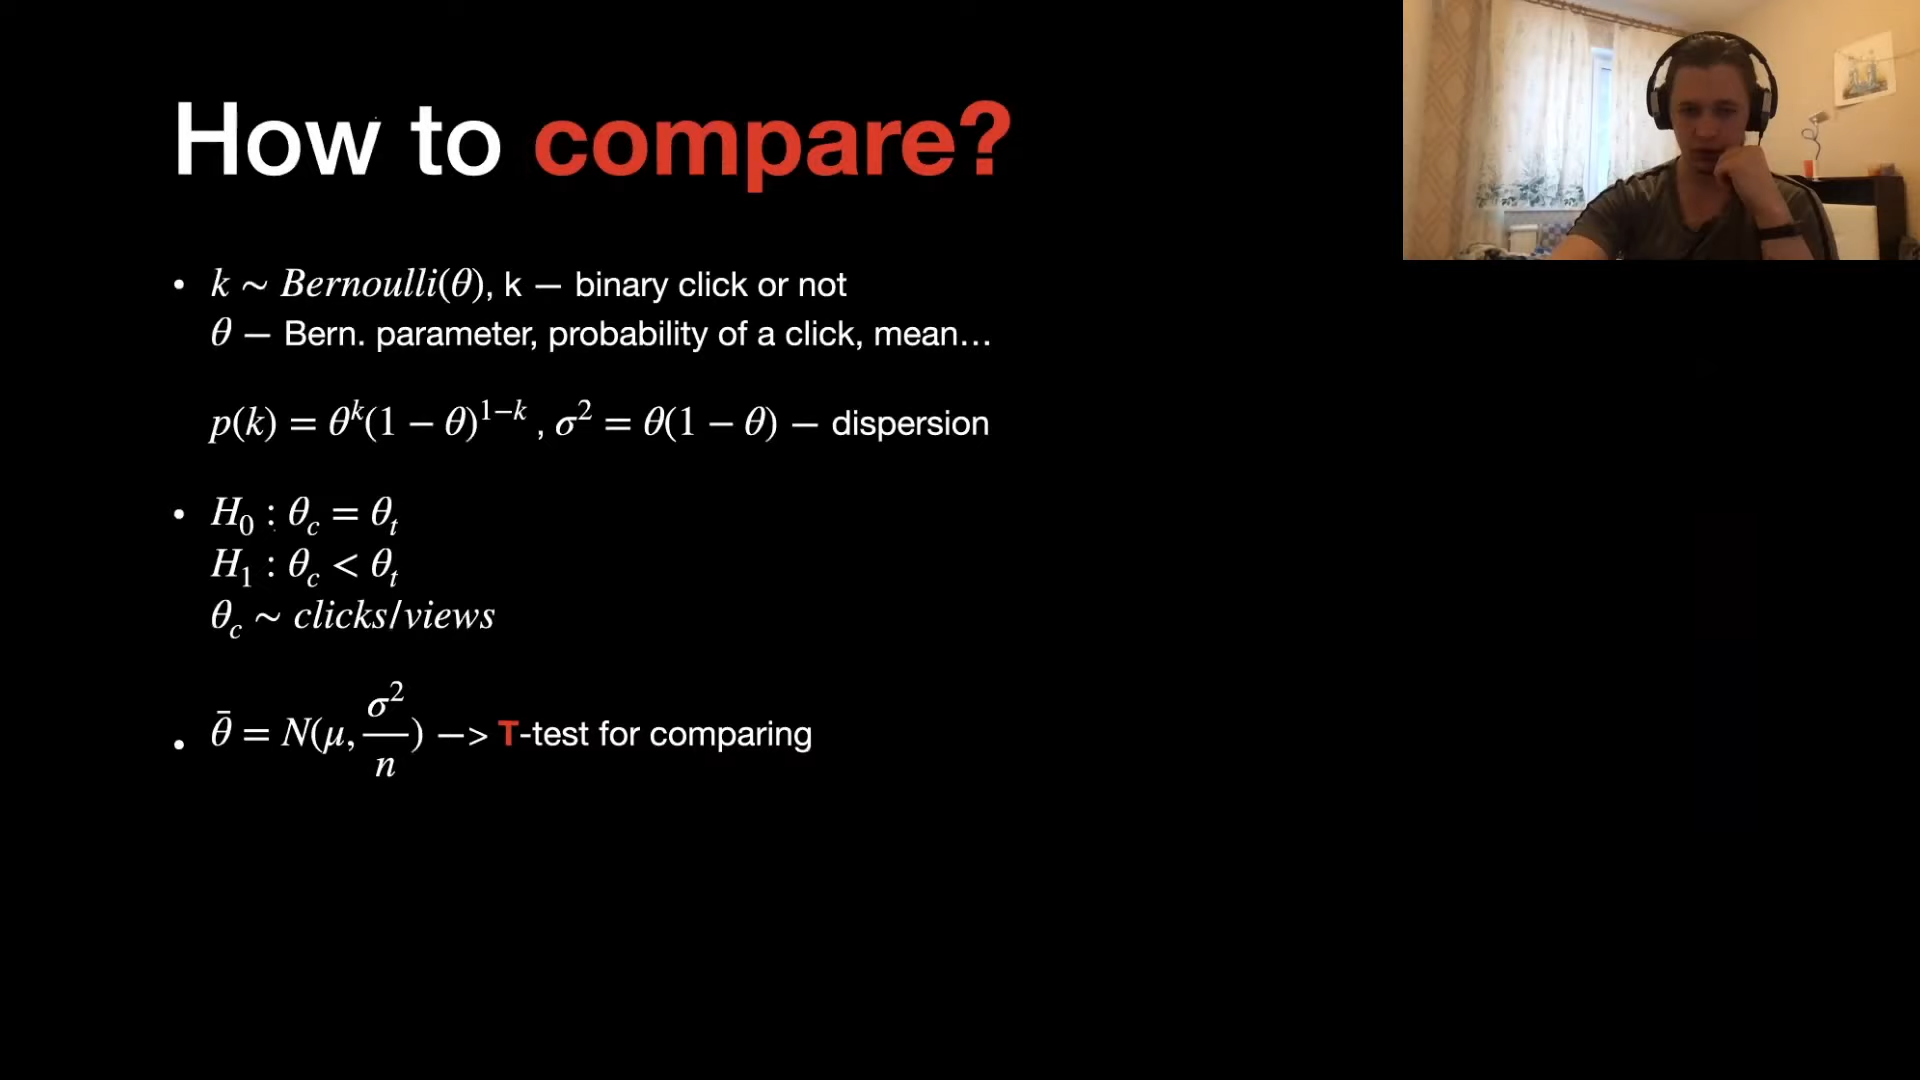 How to compare?
• k ~ Bernoulli(θ), k — binary click or not
θ — Bern. parameter, probability of a click, mean…
p(k) = θ^k(1 − θ)^{1−k} , σ² = θ(1 − θ) — dispersion
• H₀ : θ_c = θ_t
H₁ : θ_c < θ_t
θ_c ~ clicks/views
• θ̄ = N(μ, σ²/n) —> T-test for comparing